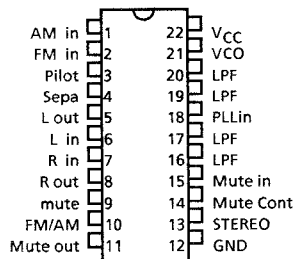 AM in 1 22 VCC
FM in 2 21 VCO
Pilot 3 20 LPF
Sepa 4 19 LPF
L out 5 18 PLLin
L in 6 17 LPF
R in 7 16 LPF
R out 8 15 Mute in
mute 9 14 Mute Cont
FM/AM 10 13 STEREO
Mute out 11 12 GND